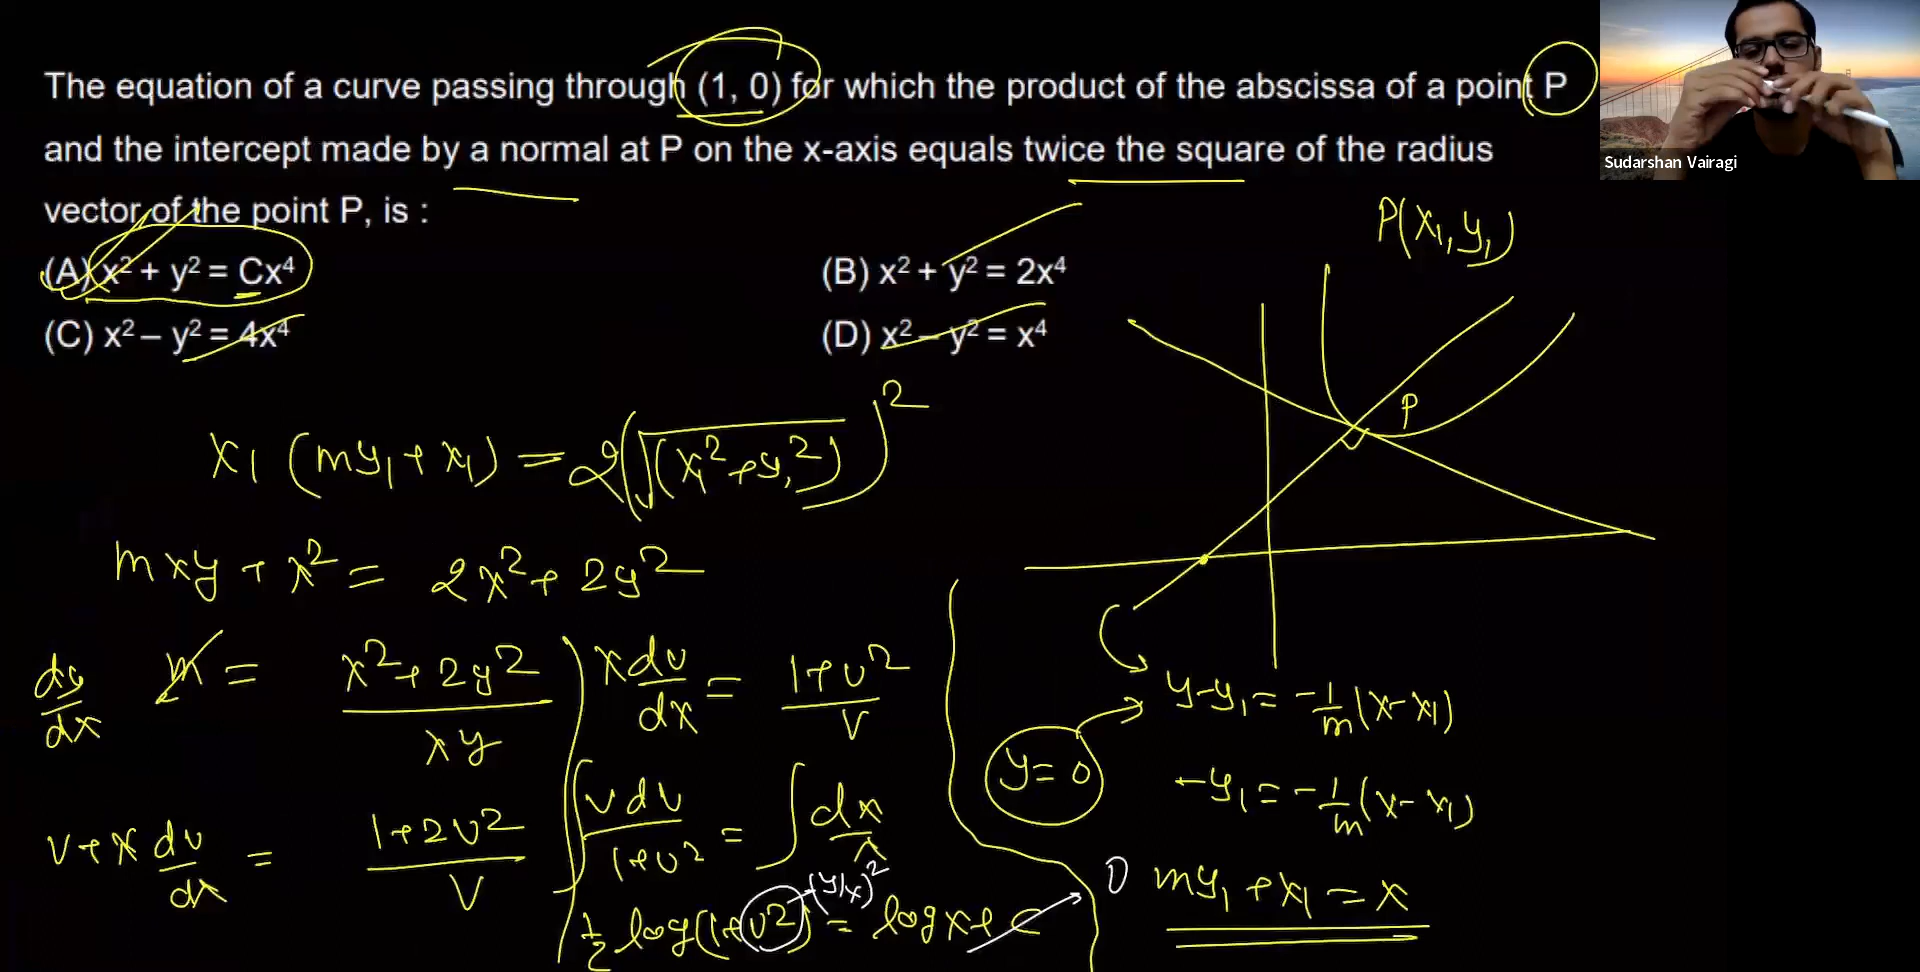 The equation of a curve passing through (1, 0) for which the product of the abscissa of a point P
and the intercept made by a normal at P on the x-axis equals twice the square of the radius
vector of the point P, is :
(A) x² + y² = Cx⁴
(B) x² + y² = 2x⁴
(C) x² – y² = 4x⁴
(D) x² – y² = x⁴
Sudarshan Vairagi
P(x₁, y₁)
P
x₁ (my₁ + x₁) = 2(√(x₁² + y₁²))²
mxy + x² = 2x² + 2y²
dy/dx m = (x² + 2y²)/xy
v + x dv/dx = (1 + 2v²)/v
x dv/dx = (1 + v²)/v
∫ v dv/(1 + v²) = ∫ dx/x
(y/x)²
½ log(1 + v²) = log x + c
0
y = 0
y - y₁ = -1/m (x - x₁)
-y₁ = -1/m (x - x₁)
my₁ + x₁ = x